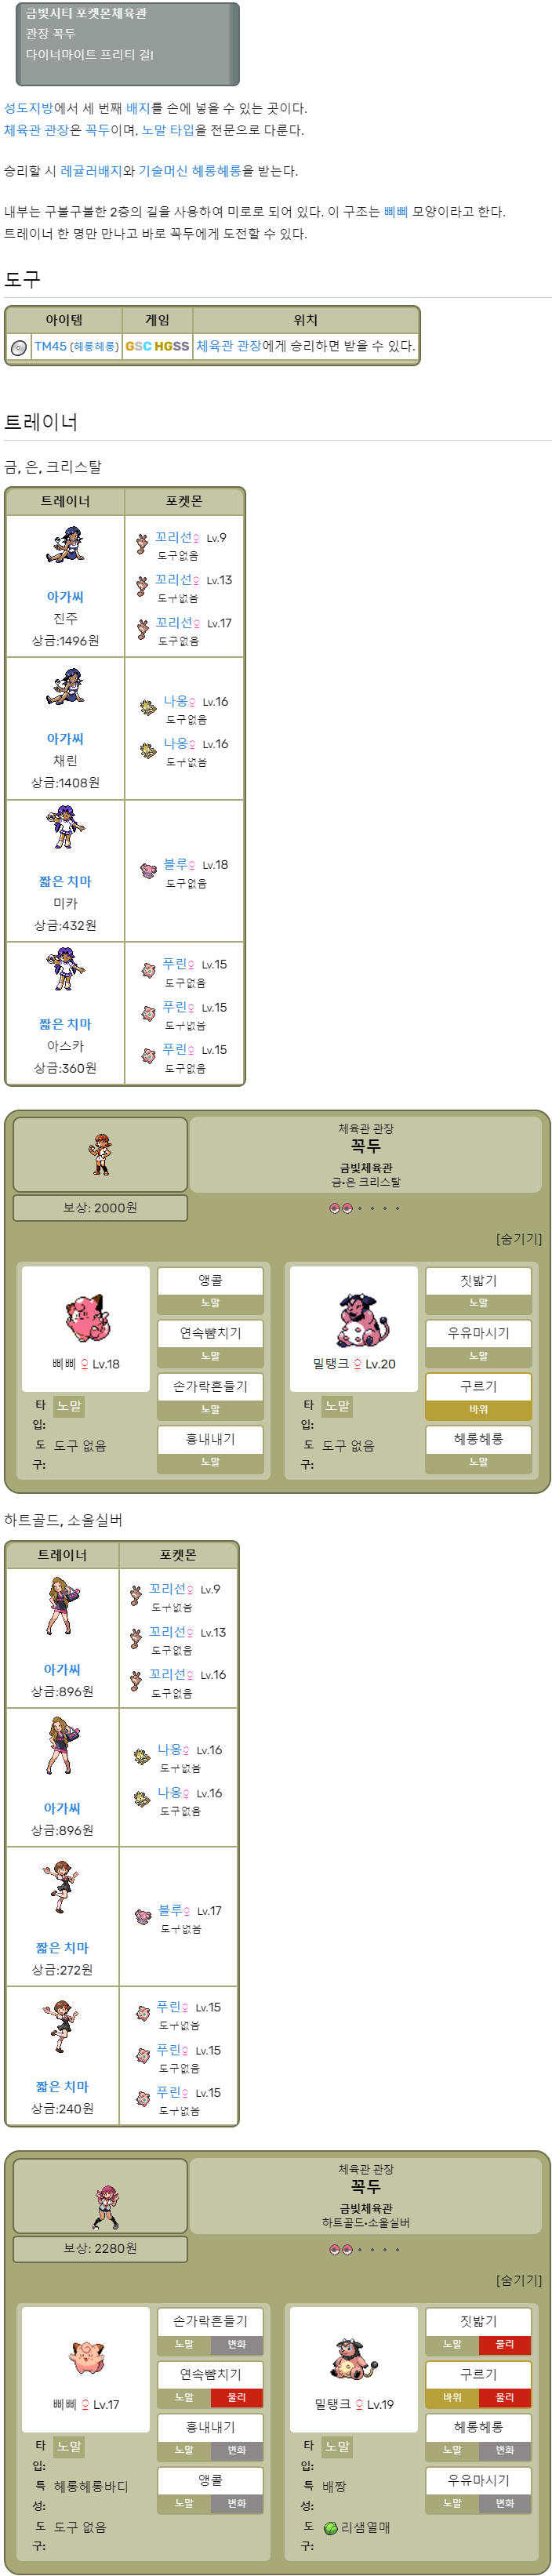 금빛시티 포켓몬체육관
관장 꼭두
다이너마이트 프리티 걸!
성도지방에서 세 번째 배지를 손에 넣을 수 있는 곳이다.
체육관 관장은 꼭두이며, 노말 타입을 전문으로 다룬다.
승리할 시 레귤러배지와 기술머신 헤롱헤롱을 받는다.
내부는 구불구불한 2층의 길을 사용하여 미로로 되어 있다. 이 구조는 삐삐 모양이라고 한다.
트레이너 한 명만 만나고 바로 꼭두에게 도전할 수 있다.
도구
아이템 게임 위치
TM45 (헤롱헤롱) GSC HGSS 체육관 관장에게 승리하면 받을 수 있다.
트레이너
금, 은, 크리스탈
트레이너 포켓몬
아가씨
진주
상금:1496원
꼬리선♀ Lv.9
도구없음
꼬리선♀ Lv.13
도구없음
꼬리선♀ Lv.17
도구없음
아가씨
채린
상금:1408원
나옹♀ Lv.16
도구없음
나옹♀ Lv.16
도구없음
짧은 치마
미카
상금:432원
블루♀ Lv.18
도구없음
짧은 치마
아스카
상금:360원
푸린♀ Lv.15
도구없음
푸린♀ Lv.15
도구없음
푸린♀ Lv.15
도구없음
체육관 관장
꼭두
금빛체육관
금•은 크리스탈
보상: 2000원
[숨기기]
삐삐 ♀ Lv.18
타입: 노말
도구: 도구 없음
앵콜
노말
연속뺨치기
노말
손가락흔들기
노말
흉내내기
노말
밀탱크 ♀ Lv.20
타입: 노말
도구: 도구 없음
짓밟기
노말
우유마시기
노말
구르기
바위
헤롱헤롱
노말
하트골드, 소울실버
트레이너 포켓몬
아가씨
상금:896원
꼬리선♀ Lv.9
도구없음
꼬리선♀ Lv.13
도구없음
꼬리선♀ Lv.16
도구없음
아가씨
상금:896원
나옹♀ Lv.16
도구없음
나옹♀ Lv.16
도구없음
짧은 치마
상금:272원
블루♀ Lv.17
도구없음
짧은 치마
상금:240원
푸린♀ Lv.15
도구없음
푸린♀ Lv.15
도구없음
푸린♀ Lv.15
도구없음
체육관 관장
꼭두
금빛체육관
하트골드•소울실버
보상: 2280원
[숨기기]
삐삐 ♀ Lv.17
타입: 노말
특성: 헤롱헤롱바디
도구: 도구 없음
손가락흔들기
노말 변화
연속뺨치기
노말 물리
흉내내기
노말 변화
앵콜
노말 변화
밀탱크 ♀ Lv.19
타입: 노말
특성: 배짱
도구: 리샘열매
짓밟기
노말 물리
구르기
바위 물리
헤롱헤롱
노말 변화
우유마시기
노말 변화